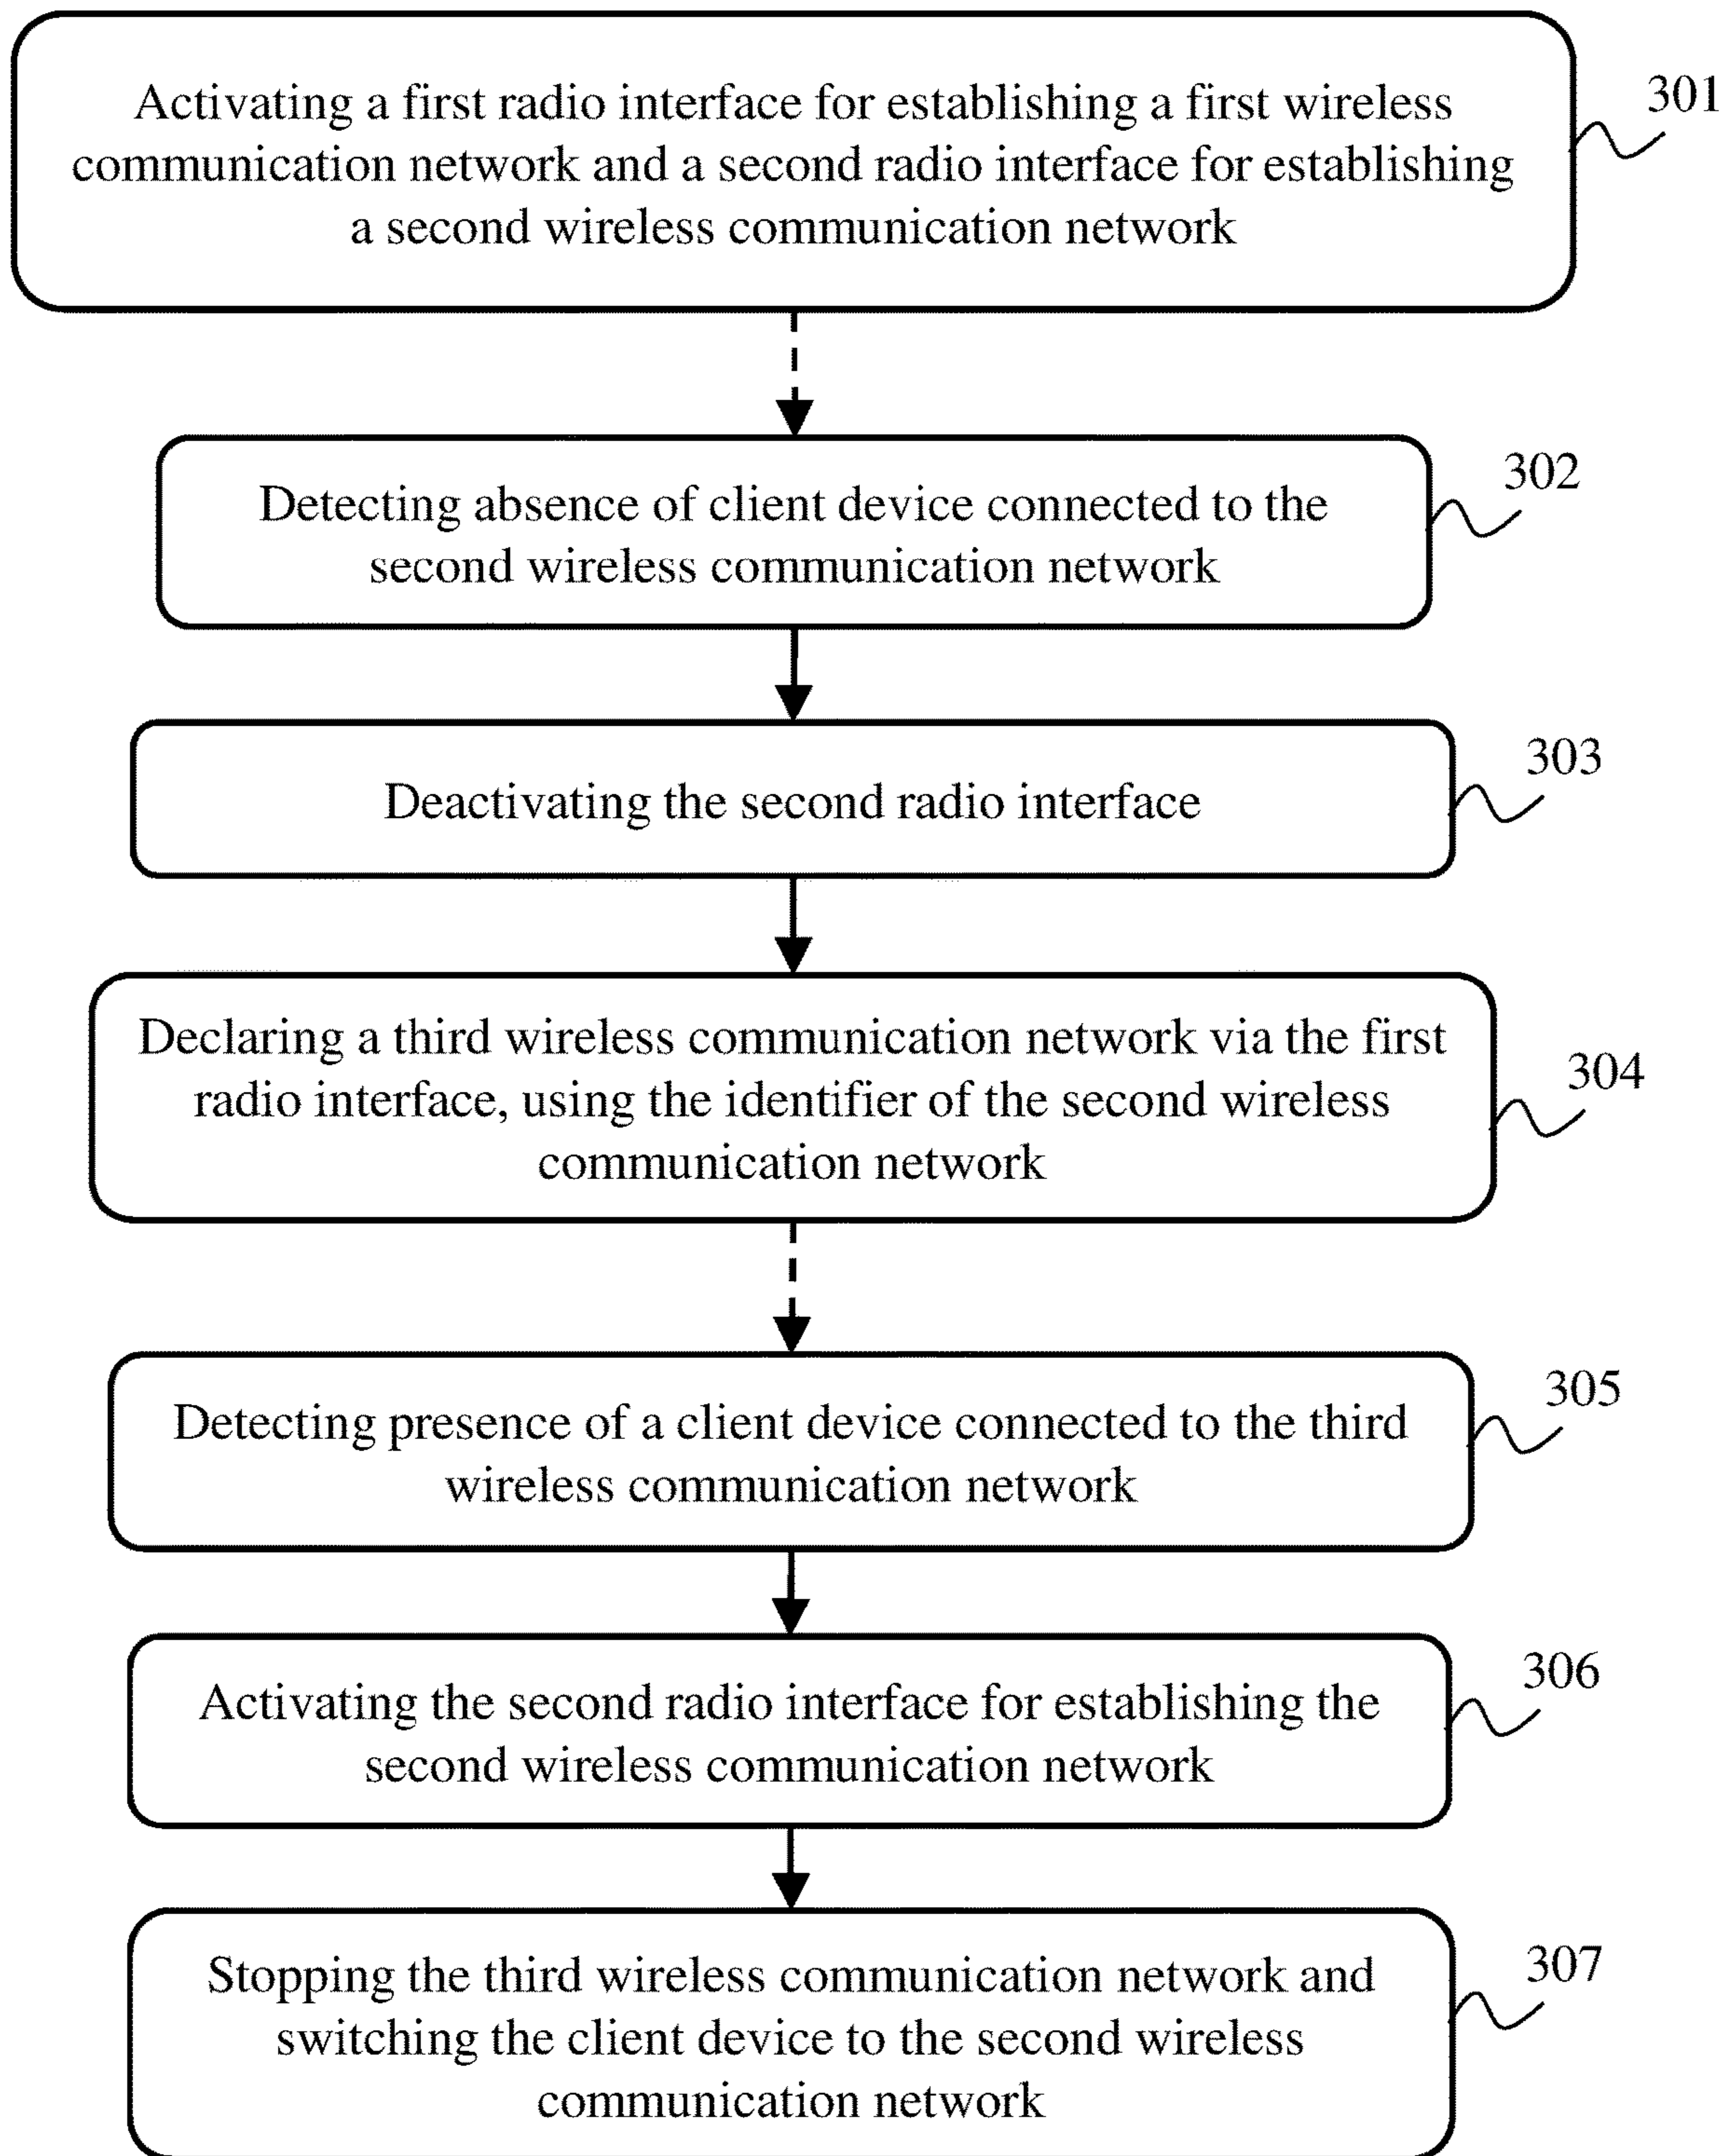 Activating a first radio interface for establishing a first wireless
communication network and a second radio interface for establishing
a second wireless communication network
301
Detecting absence of client device connected to the
second wireless communication network
302
Deactivating the second radio interface
303
Declaring a third wireless communication network via the first
radio interface, using the identifier of the second wireless
communication network
304
Detecting presence of a client device connected to the third
wireless communication network
305
Activating the second radio interface for establishing the
second wireless communication network
306
Stopping the third wireless communication network and
switching the client device to the second wireless
communication network
307